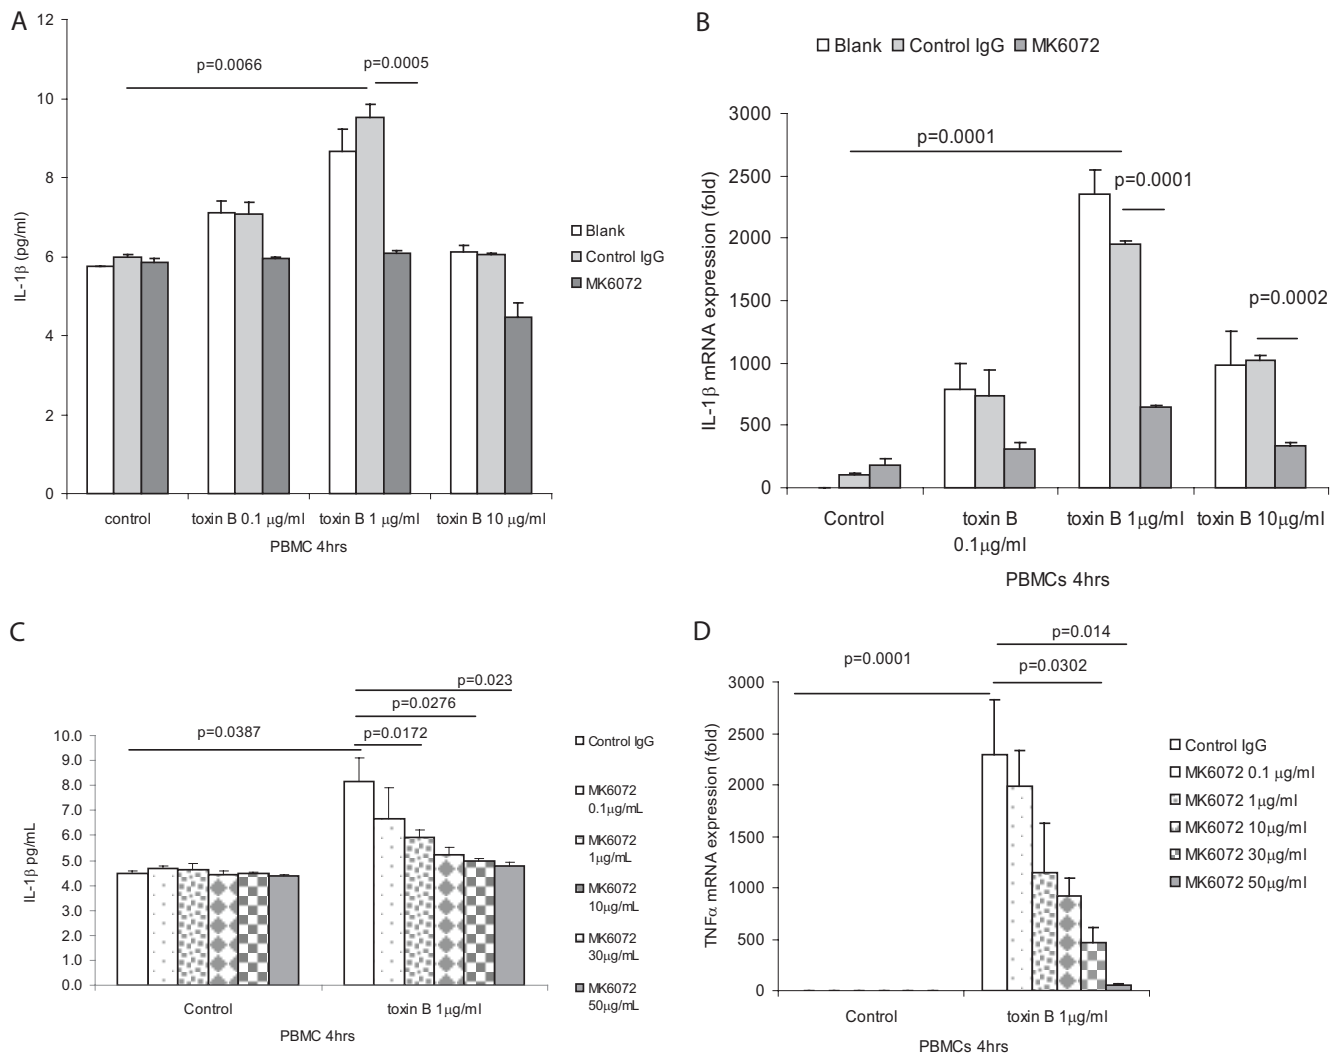 A
12
10
8
6
4
2
0
IL-1β (pg/ml)
p=0.0066
p=0.0005
Blank
Control IgG
MK6072
control
toxin B 0.1 μg/ml
toxin B 1 μg/ml
toxin B 10 μg/ml
PBMC 4hrs
B
Blank
Control IgG
MK6072
3000
2500
2000
1500
1000
500
0
IL-1β mRNA expression (fold)
p=0.0001
p=0.0001
p=0.0002
Control
toxin B
0.1μg/ml
toxin B 1μg/ml
toxin B 10μg/ml
PBMCs 4hrs
C
p=0.023
p=0.0276
p=0.0387
p=0.0172
10.0
9.0
8.0
7.0
6.0
5.0
4.0
3.0
2.0
1.0
0.0
IL-1β pg/mL
Control IgG
MK6072
0.1μg/mL
MK6072
1μg/mL
MK6072
10μg/mL
MK6072
30μg/mL
MK6072
50μg/mL
Control
toxin B 1μg/ml
PBMC 4hrs
D
p=0.014
p=0.0001
p=0.0302
3000
2500
2000
1500
1000
500
0
TNFα mRNA expression (fold)
Control IgG
MK6072 0.1 μg/ml
MK6072 1μg/ml
MK6072 10μg/ml
MK6072 30μg/ml
MK6072 50μg/ml
Control
toxin B 1μg/ml
PBMCs 4hrs